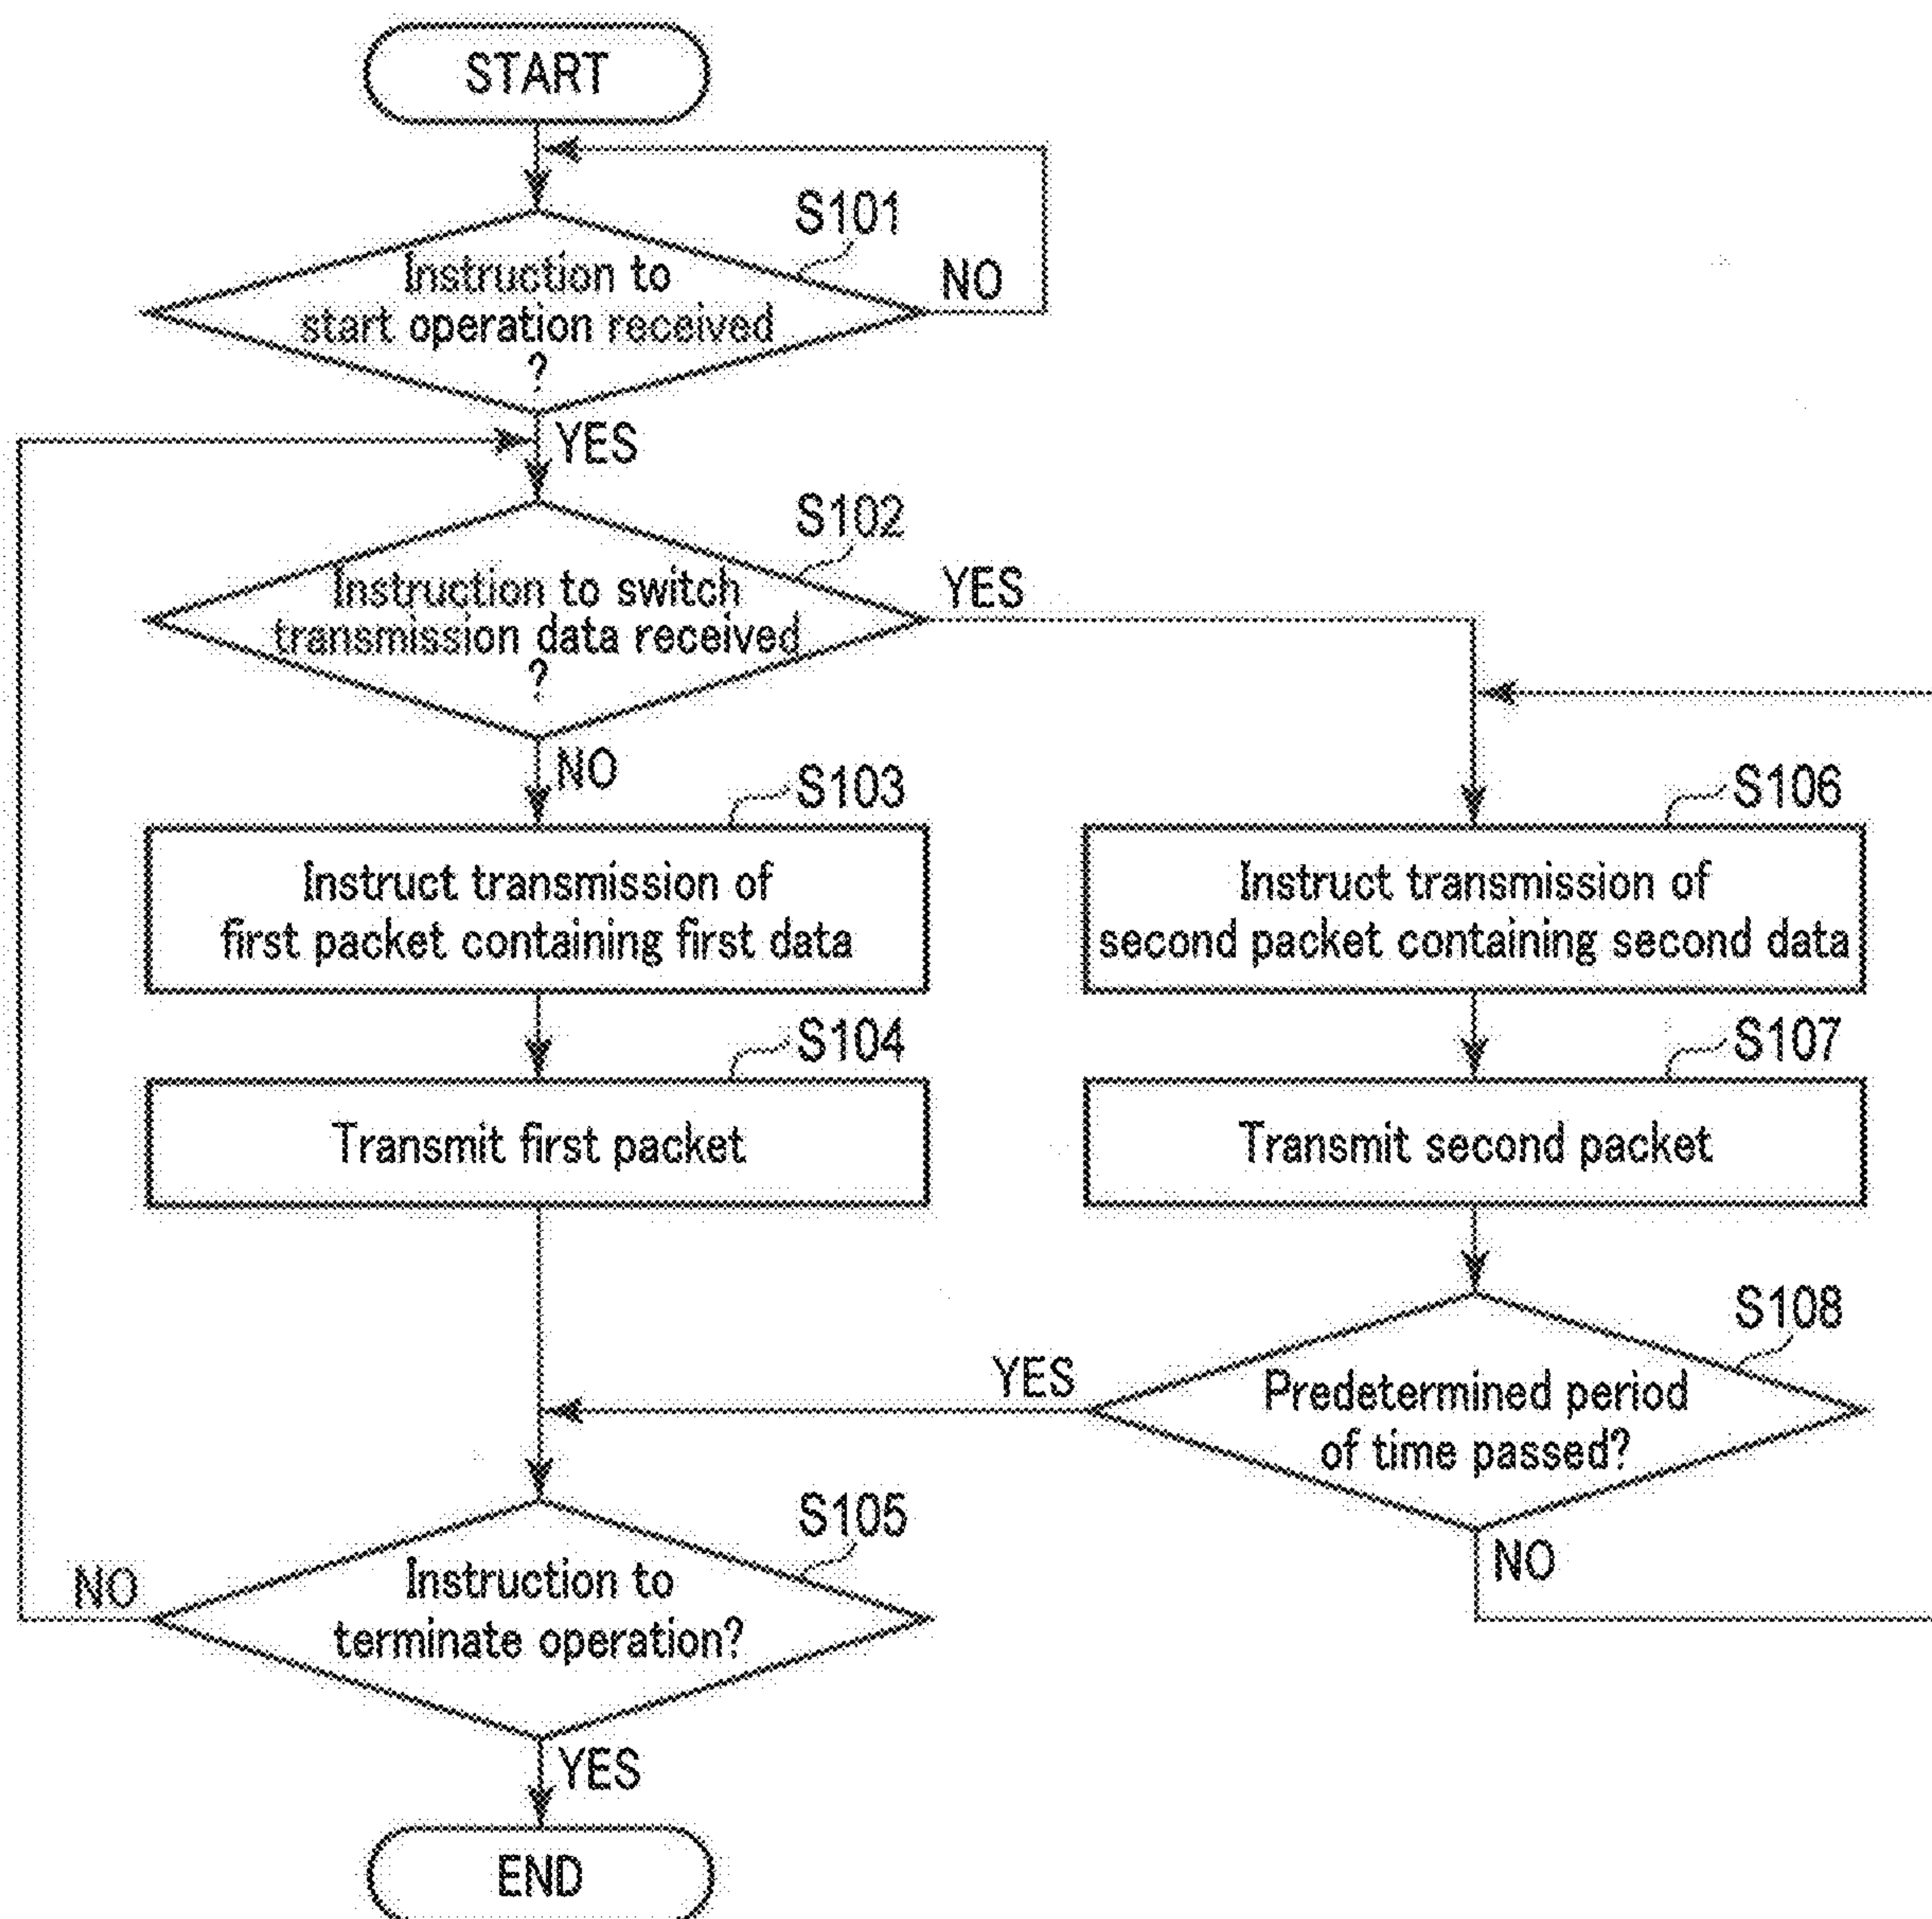 START
S101
Instruction to
start operation received
?
NO
YES
S102
Instruction to switch
transmission data received
?
YES
NO
S103
Instruct transmission of
first packet containing first data
S104
Transmit first packet
S106
Instruct transmission of
second packet containing second data
S107
Transmit second packet
S108
Predetermined period
of time passed?
YES
NO
S105
Instruction to
terminate operation?
NO
YES
END